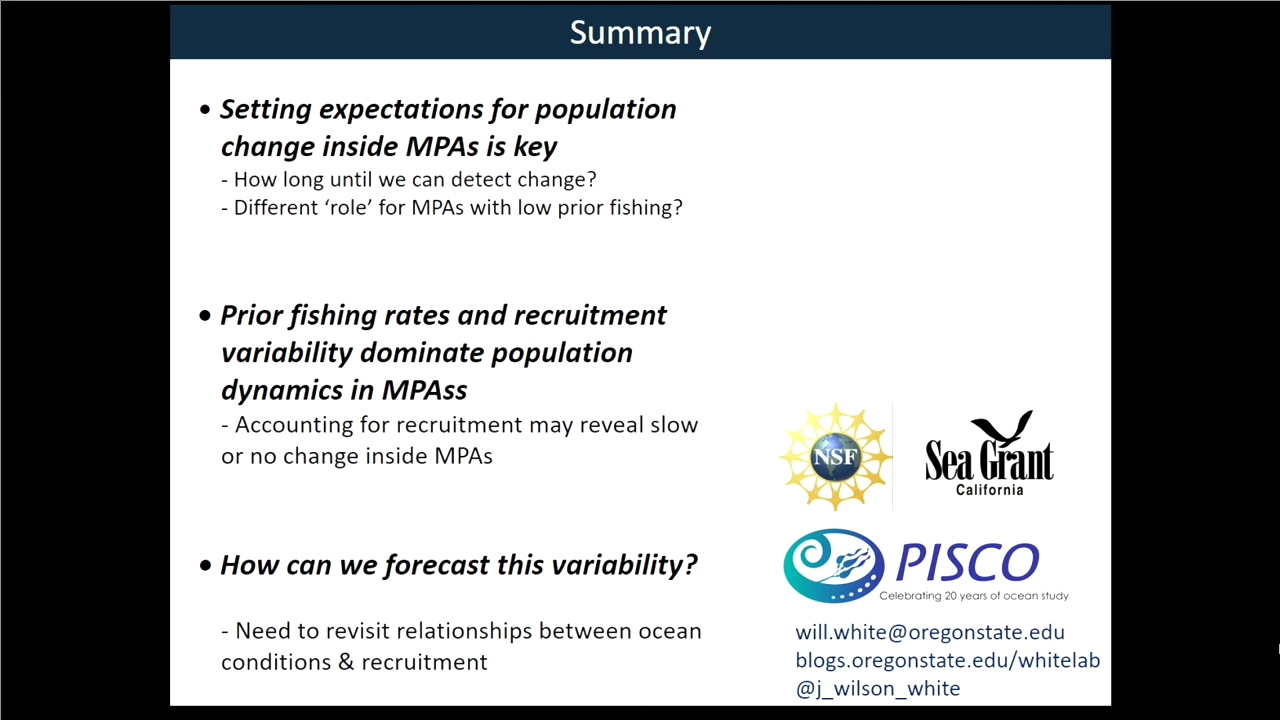 Summary
• Setting expectations for population
change inside MPAs is key
- How long until we can detect change?
- Different ‘role’ for MPAs with low prior fishing?
• Prior fishing rates and recruitment
variability dominate population
dynamics in MPAss
- Accounting for recruitment may reveal slow
or no change inside MPAs
• How can we forecast this variability?
- Need to revisit relationships between ocean
conditions & recruitment
NSF
Sea Grant
California
PISCO
Celebrating 20 years of ocean study
will.white@oregonstate.edu
blogs.oregonstate.edu/whitelab
@j_wilson_white